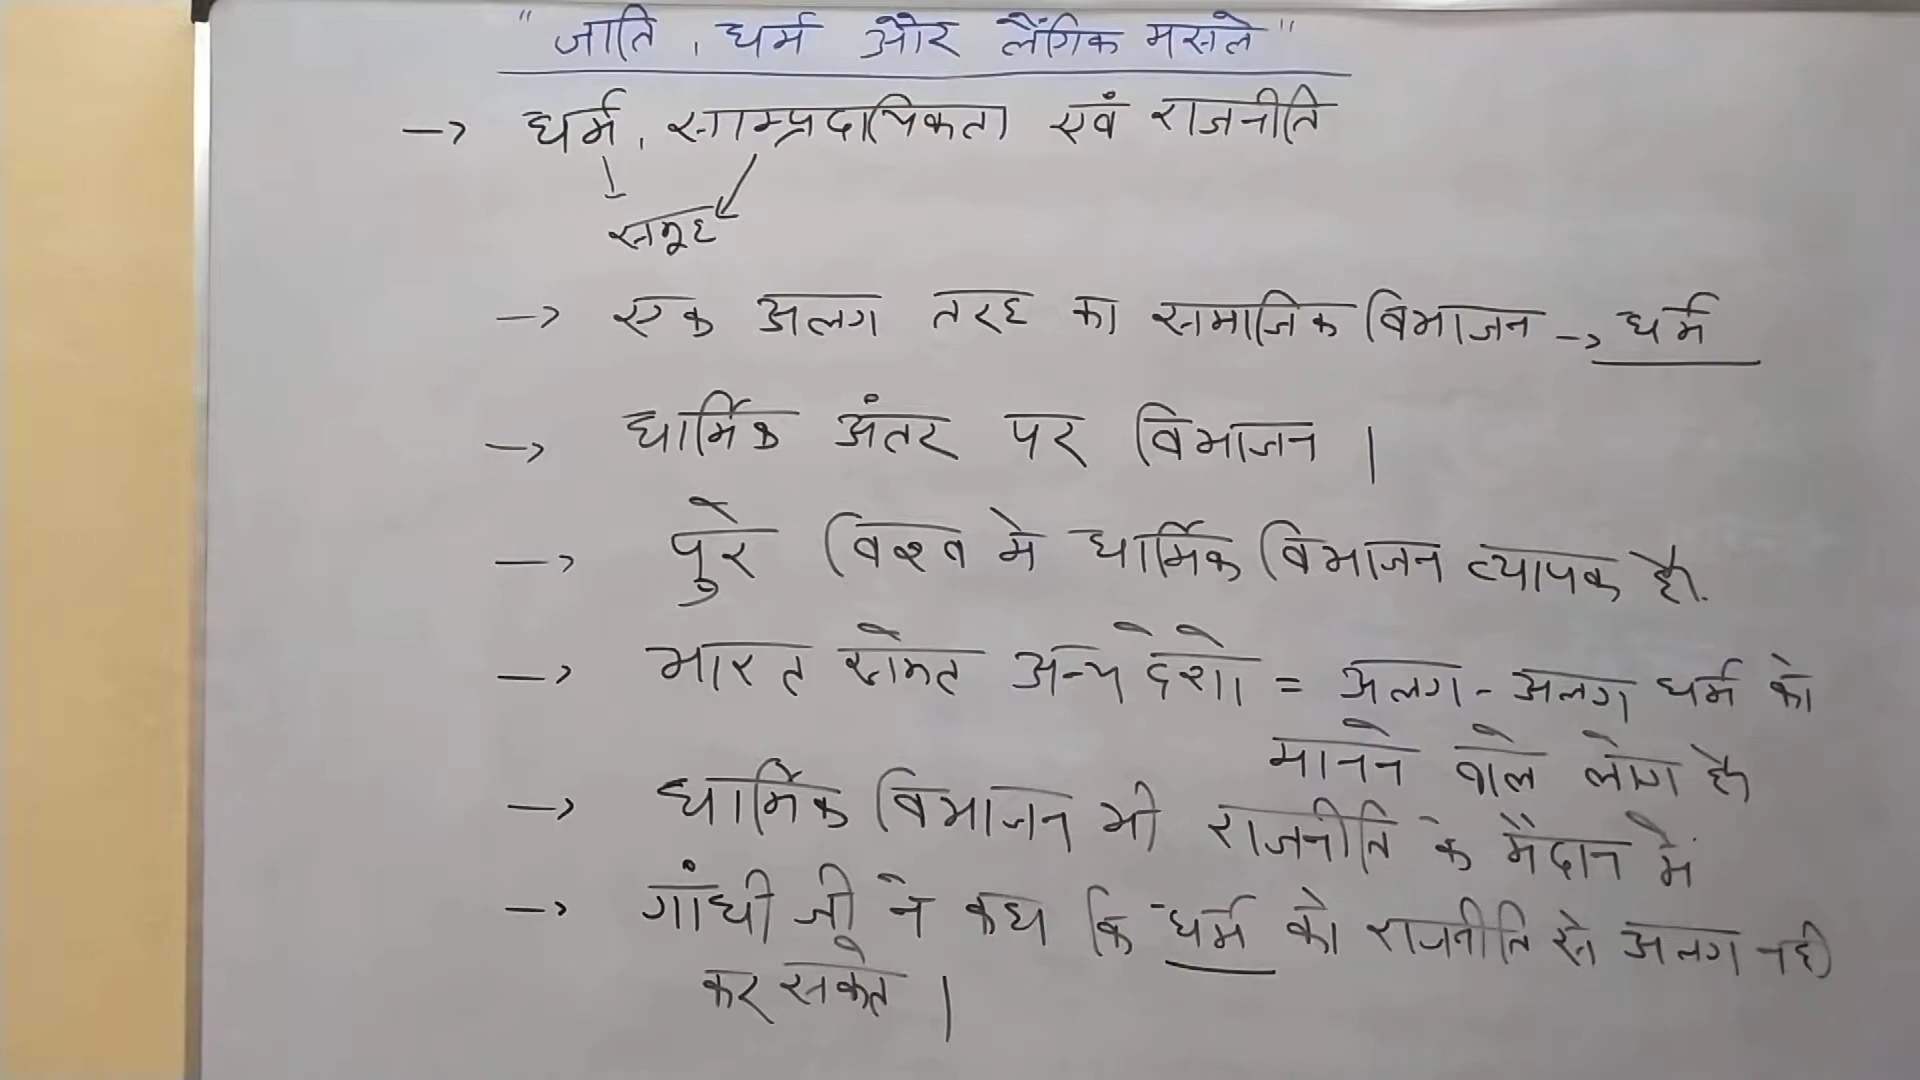 "जाति, धर्म और लैंगिक मसले"
→ धर्म, साम्प्रदायिकता एवं राजनीति
समूह
→ एक अलग तरह का समाजिक विभाजन → धर्म
→ धार्मिक अंतर पर विभाजन ।
→ पुरे विश्व मे धार्मिक विभाजन व्यापक है.
→ भारत समेत अन्य देशो = अलग-अलग धर्म को
मानने वाले लोग है
→ धार्मिक विभाजन भी राजनीति के मैदान में
→ गांधी जी ने कहा कि धर्म को राजनीति से अलग नही
कर सकते ।